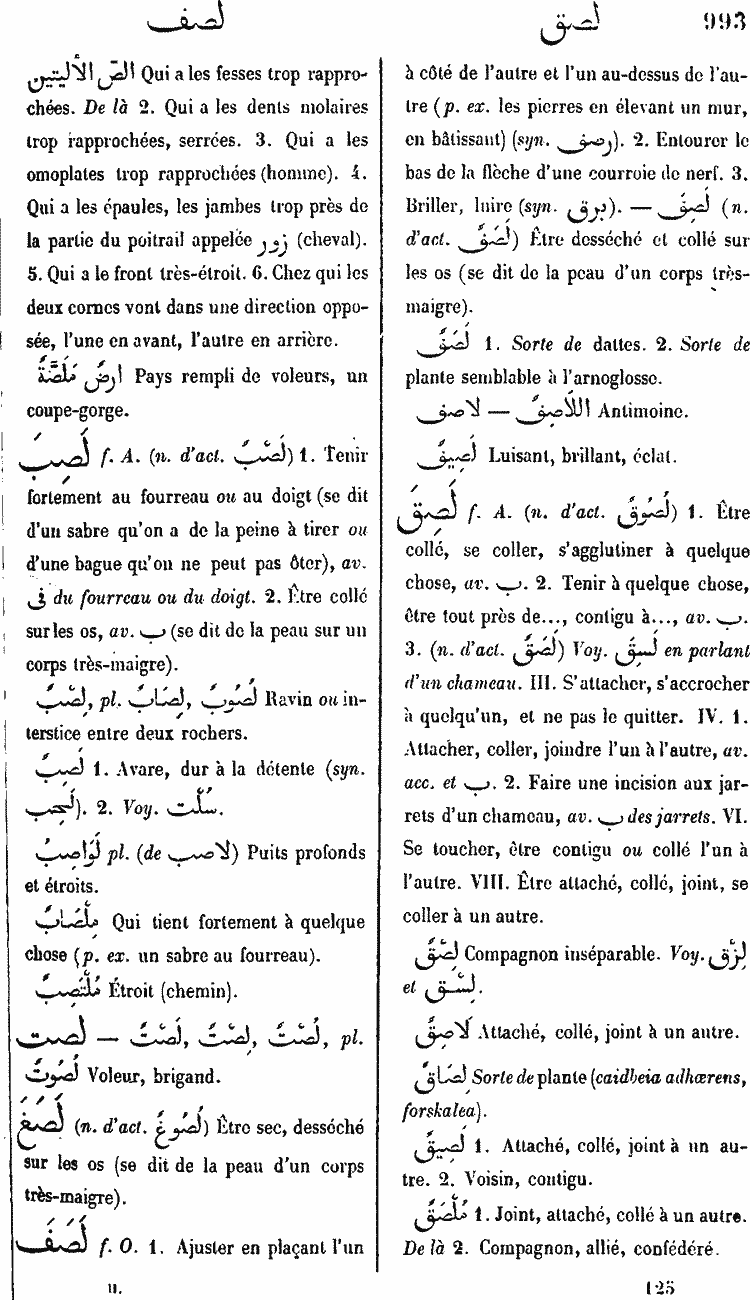 لصف
لصق
993
الصّ الأَلْيَتَيْن Qui a les fesses trop rappro-
chées. De là 2. Qui a les dents molaires
trop rapprochées, serrées. 3. Qui a les
omoplates trop rapprochées (homme). 4.
Qui a les épaules, les jambes trop près de
la partie du poitrail appelée زور (cheval).
5. Qui a le front très-étroit. 6. Chez qui les
deux cornes vont dans une direction oppo-
sée, l'une en avant, l'autre en arrière.
أرضٌ مَلَصَّةٌ Pays rempli de voleurs, un
coupe-gorge.
لَصِبَ f. A. (n. d'act. لَصَبٌ) 1. Tenir
fortement au fourreau ou au doigt (se dit
d'un sabre qu'on a de la peine à tirer ou
d'une bague qu'on ne peut pas ôter), av.
فى du fourreau ou du doigt. 2. Être collé
sur les os, av. ب (se dit de la peau sur un
corps très-maigre).
لِصْبٌ, pl. لِصَابٌ, لُصُوبٌ Ravin ou in-
terstice entre deux rochers.
لَصِبٌ 1. Avare, dur à la détente (syn.
لَحِب). 2. Voy. سُلْت.
لَوَاصِبُ pl. (de لاصب) Puits profonds
et étroits.
مِلْصَابٌ Qui tient fortement à quelque
chose (p. ex. un sabre au fourreau).
مُلْتَصِبٌ Étroit (chemin).
لصت — لَصْتٌ, لِصْتٌ, لُصْتٌ, pl.
لُصُوتٌ Voleur, brigand.
لَصَغَ (n. d'act. لُصُوغٌ) Être sec, desséché
sur les os (se dit de la peau d'un corps
très-maigre).
لَصَفَ f. O. 1. Ajuster en plaçant l'un
à côté de l'autre et l'un au-dessus de l'au-
tre (p. ex. les pierres en élevant un mur,
en bâtissant) (syn. رصف). 2. Entourer le
bas de la flèche d'une courroie de nerf. 3.
Briller, luire (syn. برق). — لَصِفَ (n.
d'act. لَصَفٌ) Être desséché et collé sur
les os (se dit de la peau d'un corps très-
maigre).
لَصَفٌ 1. Sorte de dattes. 2. Sorte de
plante semblable à l'arnoglosse.
لاصف — اللَّاصِفُ Antimoine.
لَصِيفٌ Luisant, brillant, éclat.
لَصِقَ f. A. (n. d'act. لُصُوقٌ) 1. Être
collé, se coller, s'agglutiner à quelque
chose, av. ب. 2. Tenir à quelque chose,
être tout près de..., contigu à..., av. ب.
3. (n. d'act. لَصَقٌ) Voy. لَسِقَ en parlant
d'un chameau. III. S'attacher, s'accrocher
à quelqu'un, et ne pas le quitter. IV. 1.
Attacher, coller, joindre l'un à l'autre, av.
acc. et ب. 2. Faire une incision aux jar-
rets d'un chameau, av. ب des jarrets. VI.
Se toucher, être contigu ou collé l'un à
l'autre. VIII. Être attaché, collé, joint, se
coller à un autre.
لِصْقٌ Compagnon inséparable. Voy. لِزْق
et لِسْق.
لَاصِقٌ Attaché, collé, joint à un autre.
لَصَاقٌ Sorte de plante (caidbeia adhærens,
forskalea).
لَصِيقٌ 1. Attaché, collé, joint à un au-
tre. 2. Voisin, contigu.
مُلْصَقٌ 1. Joint, attaché, collé à un autre.
De là 2. Compagnon, allié, confédéré.
II.
125